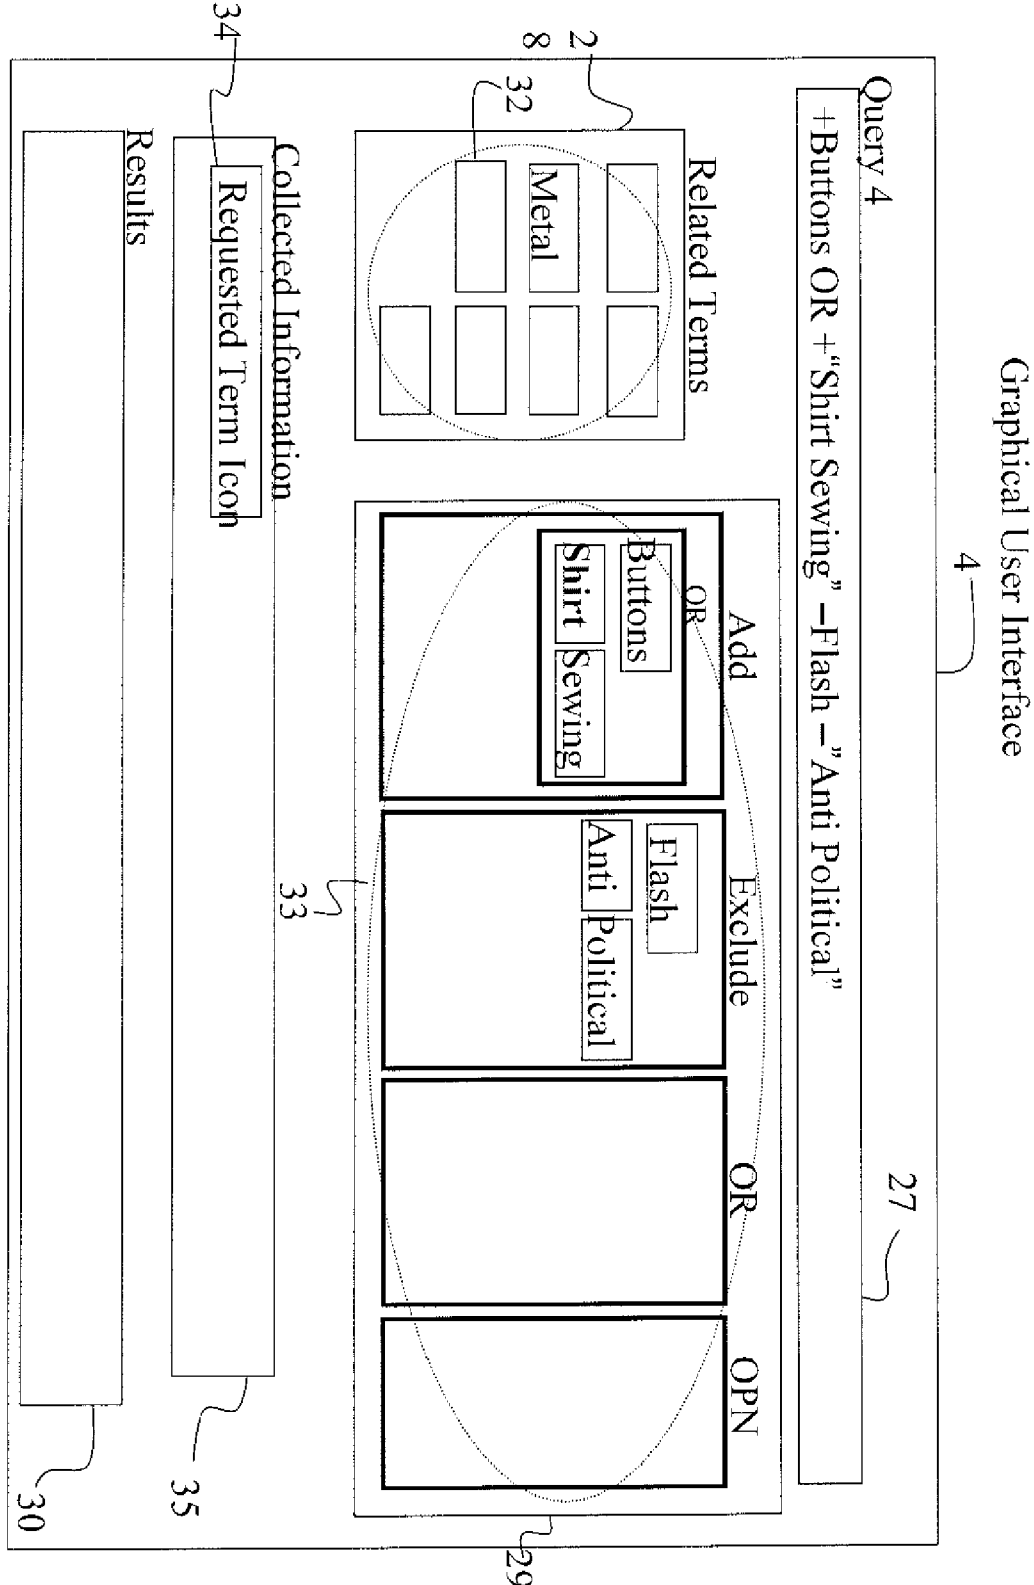 Graphical User Interface
4
27
Query 4
+Buttons OR +“Shirt Sewing” –Flash –”Anti Political”
Related Terms
Metal
2
8
32
Add
Exclude
OR
OPN
OR
Buttons
Shirt
Sewing
Flash
Anti
Political
33
29
Collected Information
Requested Term Icon
34
35
Results
30